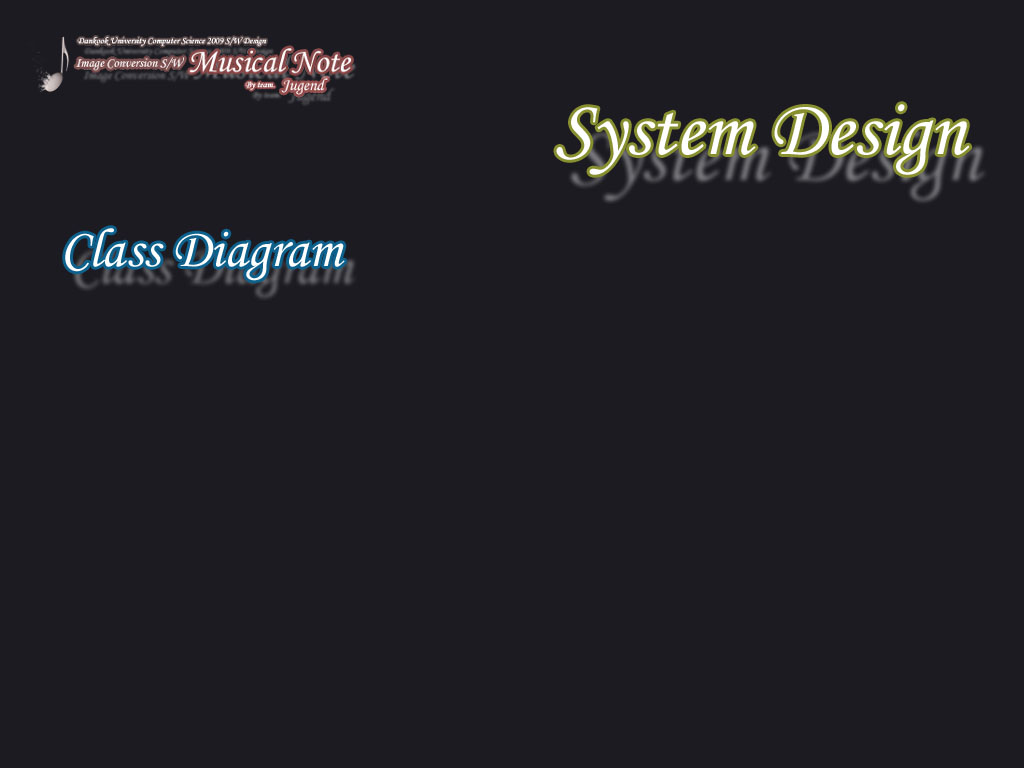 Dankook University Computer Science 2009 S/W Design
Image Conversion S/W Musical Note
By team. Jugend
System Design
Class Diagram